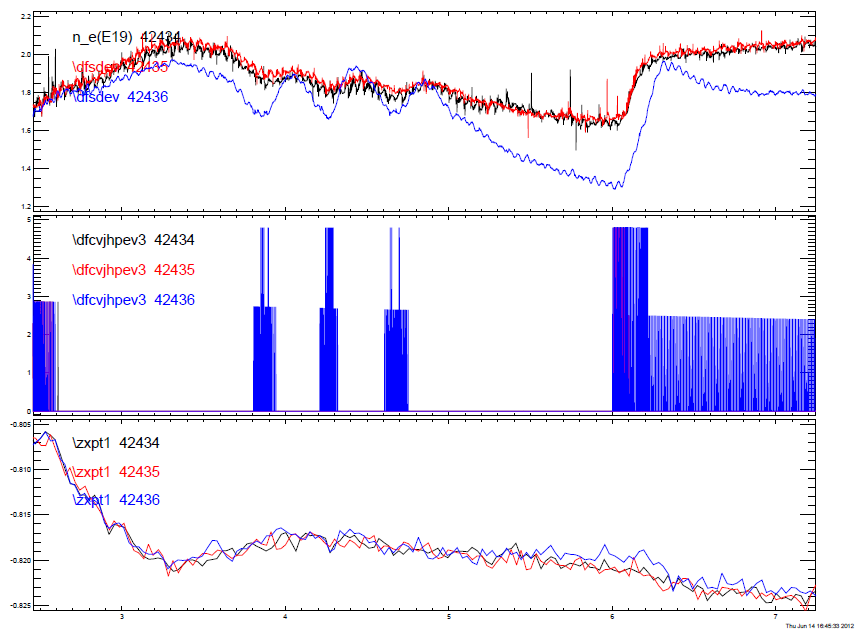 2.2
n_e(E19) 42434
2.0
\dfsdev 42435
1.8
\dfsdev 42436
1.6
1.4
1.2
5
\dfcvjhpev3 42434
4
\dfcvjhpev3 42435
3
\dfcvjhpev3 42436
2
1
0
-0.805
\zxpt1 42434
-0.810
\zxpt1 42435
\zxpt1 42436
-0.815
-0.820
-0.825
3 4 5 6 7
Thu Jun 14 16:45:33 2012